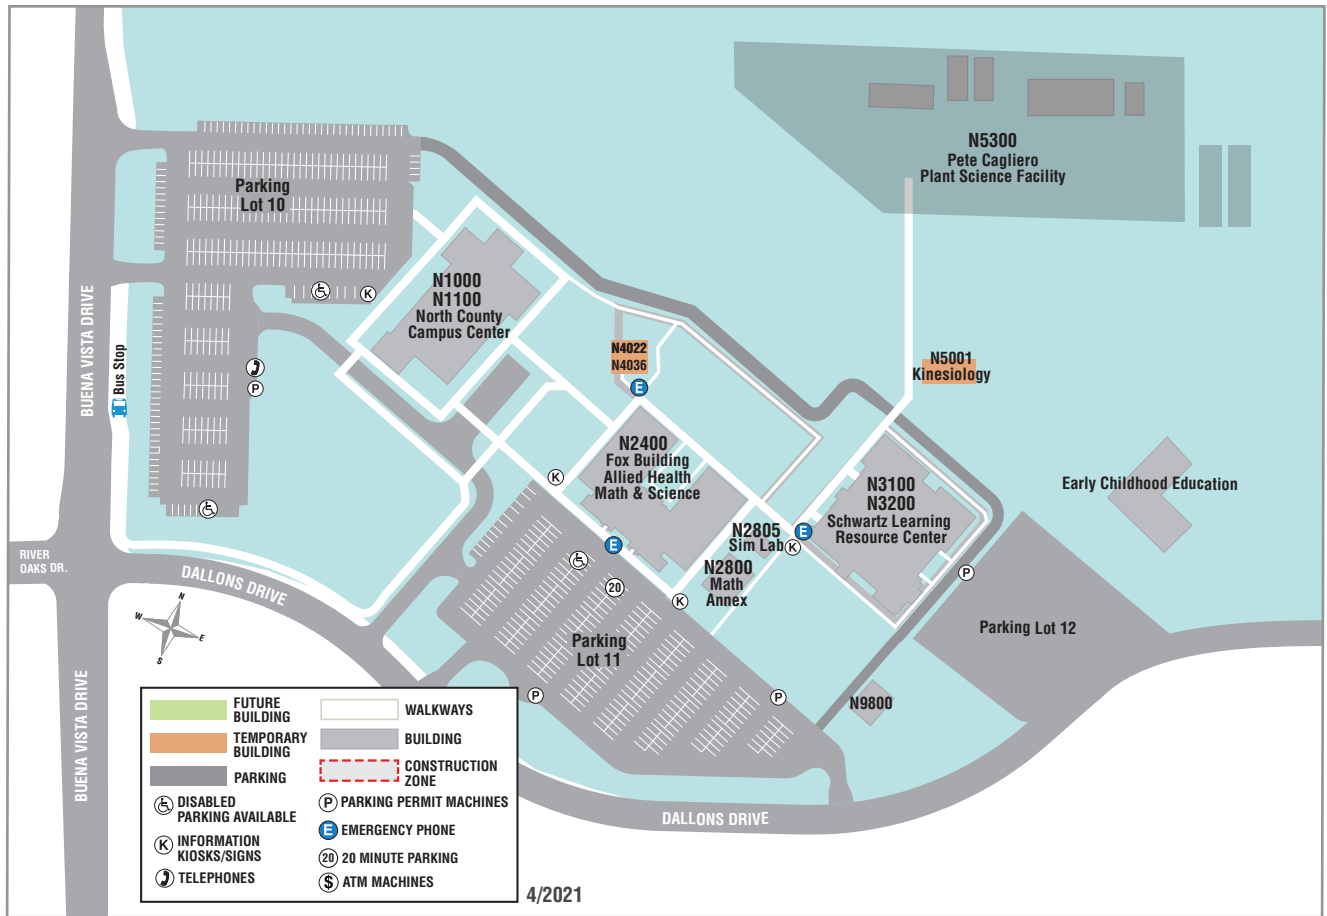 N5300
Pete Cagliero
Plant Science Facility
Parking
Lot 10
N1000
N1100
North County
Campus Center
K
BUENA VISTA DRIVE
Bus Stop
P
N4022
N4036
E
N5001
Kinesiology
N2400
Fox Building
Allied Health
Math & Science
K
E
N3100
N3200
Schwartz Learning
Resource Center
Early Childhood Education
N2805
Sim Lab
E
K
N2800
Math
Annex
K
P
20
RIVER
OAKS DR.
DALLONS DRIVE
N
W
E
S
Parking
Lot 11
Parking Lot 12
P
P
N9800
BUENA VISTA DRIVE
DALLONS DRIVE
FUTURE
BUILDING
TEMPORARY
BUILDING
PARKING
DISABLED
PARKING AVAILABLE
K INFORMATION
KIOSKS/SIGNS
TELEPHONES
WALKWAYS
BUILDING
CONSTRUCTION
ZONE
P PARKING PERMIT MACHINES
E EMERGENCY PHONE
20 20 MINUTE PARKING
$ ATM MACHINES
4/2021